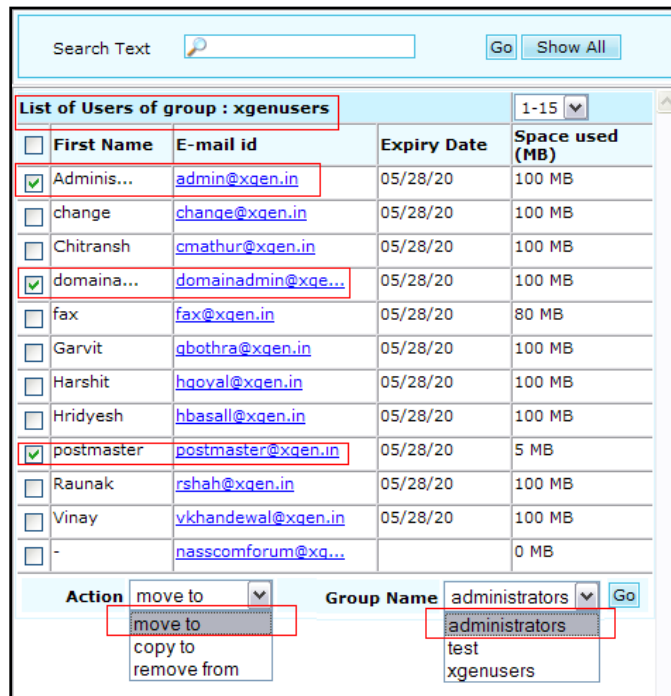 Search Text Go Show All
List of Users of group : xgenusers 1-15
First Name E-mail id Expiry Date Space used (MB)
Adminis... admin@xgen.in 05/28/20 100 MB
change change@xgen.in 05/28/20 100 MB
Chitransh cmathur@xgen.in 05/28/20 100 MB
domaina... domainadmin@xge... 05/28/20 100 MB
fax fax@xgen.in 05/28/20 80 MB
Garvit gbothra@xgen.in 05/28/20 100 MB
Harshit hgoyal@xgen.in 05/28/20 100 MB
Hridyesh hbasall@xgen.in 05/28/20 100 MB
postmaster postmaster@xgen.in 05/28/20 5 MB
Raunak rshah@xgen.in 05/28/20 100 MB
Vinay vkhandewal@xgen.in 05/28/20 100 MB
- nasscomforum@xg... 0 MB
Action move to Group Name administrators Go
move to administrators
copy to test
remove from xgenusers